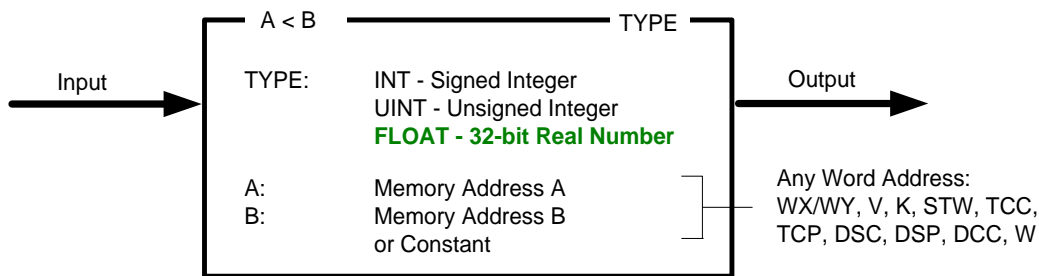 A < B TYPE
Input
TYPE: INT - Signed Integer
UINT - Unsigned Integer
FLOAT - 32-bit Real Number
Output
A: Memory Address A
B: Memory Address B
or Constant
Any Word Address:
WX/WY, V, K, STW, TCC,
TCP, DSC, DSP, DCC, W